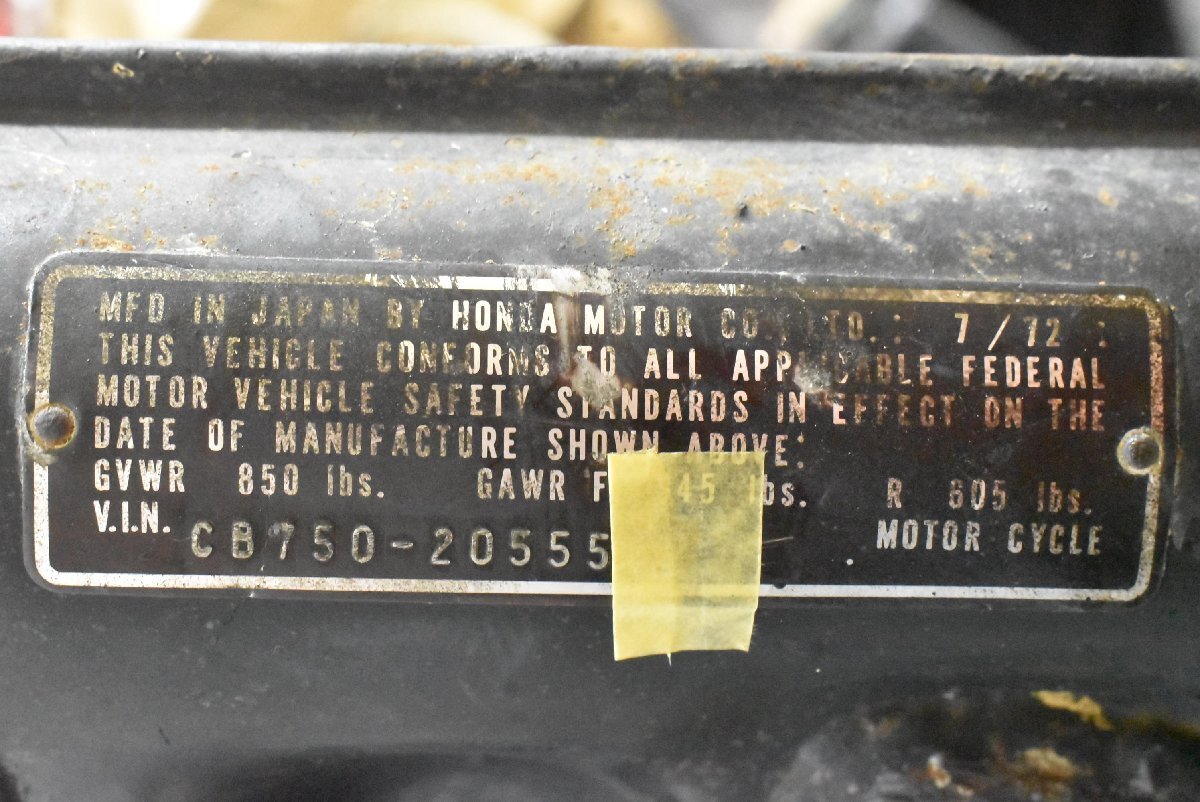 MFD IN JAPAN BY HONDA MOTOR CO., LTD.: 7/72 :
THIS VEHICLE CONFORMS TO ALL APPLICABLE FEDERAL
MOTOR VEHICLE SAFETY STANDARDS IN EFFECT ON THE
DATE OF MANUFACTURE SHOWN ABOVE:
GVWR 850 lbs. GAWR F 45 lbs. R 605 lbs.
V.I.N. CB750-20555 MOTOR CYCLE